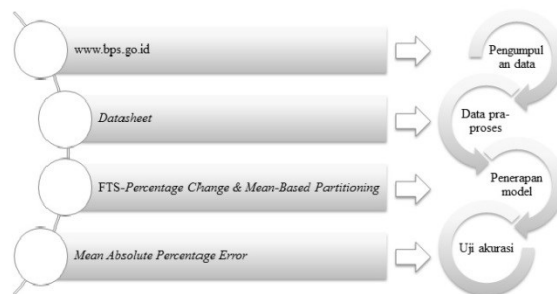 www.bps.go.id
Pengumpul
an data
Datasheet
Data pra-
proses
FTS-Percentage Change & Mean-Based Partitioning
Penerapan
model
Mean Absolute Percentage Error
Uji akurasi